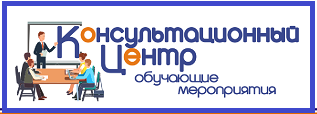 Консультационный
Центр
обучающие
мероприятия